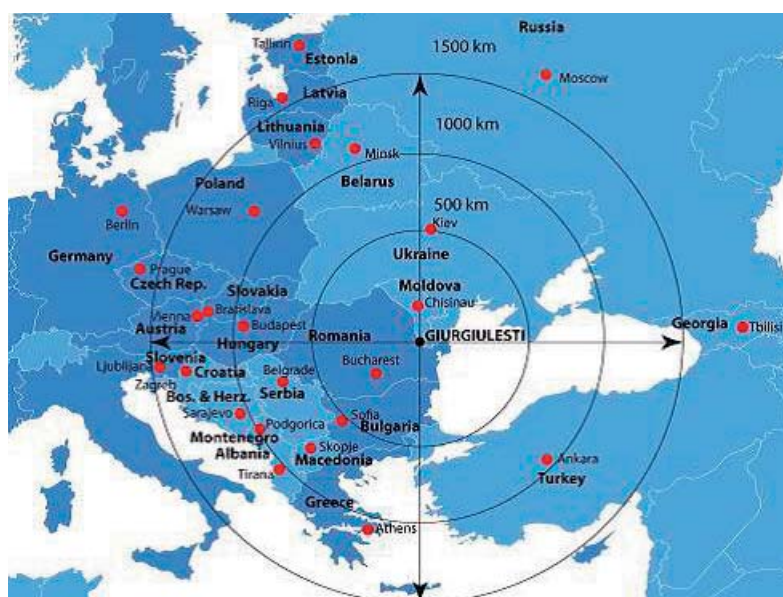 Russia
1500 km
Tallinn
Estonia
Moscow
Latvia
Riga
1000 km
Lithuania
Vilnius
Minsk
Belarus
Poland
500 km
Warsaw
Berlin
Kiev
Germany
Ukraine
Prague
Czech Rep.
Moldova
Slovakia
Chisinau
Bratislava
Vienna
Budapest
Austria
Georgia
Tbilisi
Romania
GIURGIULESTI
Hungary
Slovenia
Ljublijana
Croatia
Belgrade
Bucharest
Zagreb
Serbia
Bos. & Herz.
Sarajevo
Sofia
Podgorica
Bulgaria
Montenegro
Skopje
Albania
Macedonia
Ankara
Tirana
Turkey
Greece
Athens